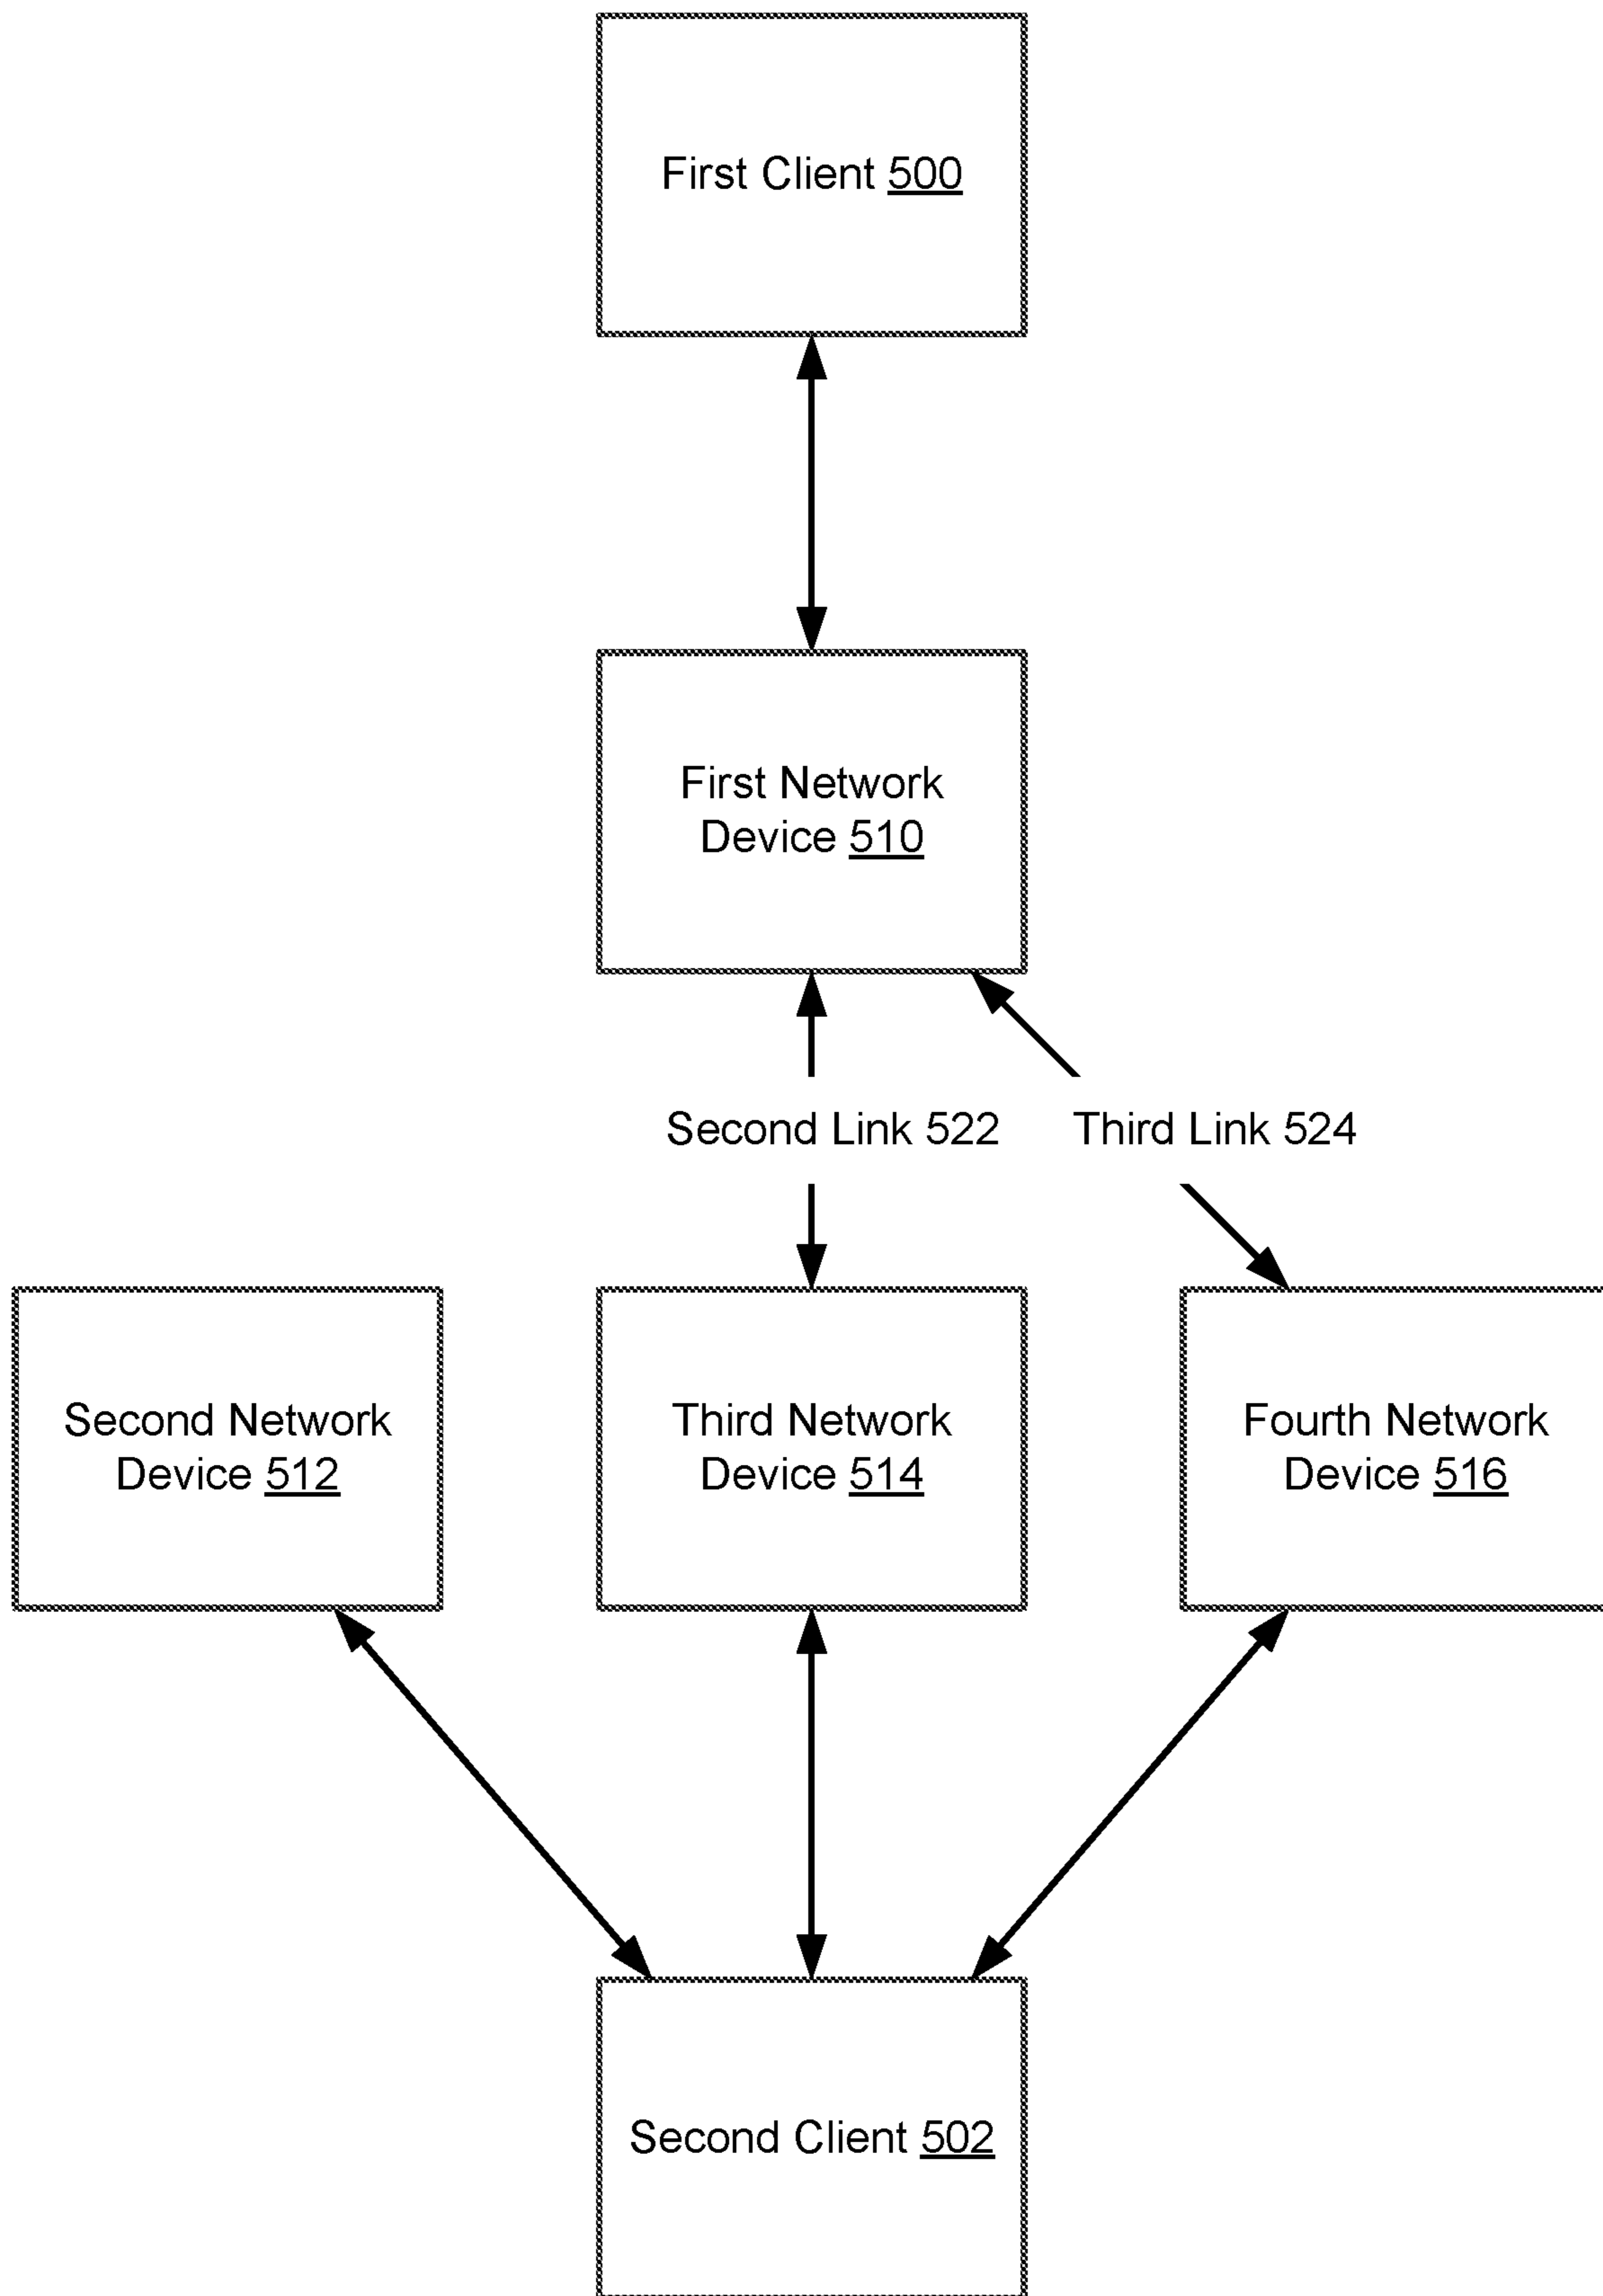 First Client 500
First Network
Device 510
Second Link 522
Third Link 524
Second Network
Device 512
Third Network
Device 514
Fourth Network
Device 516
Second Client 502